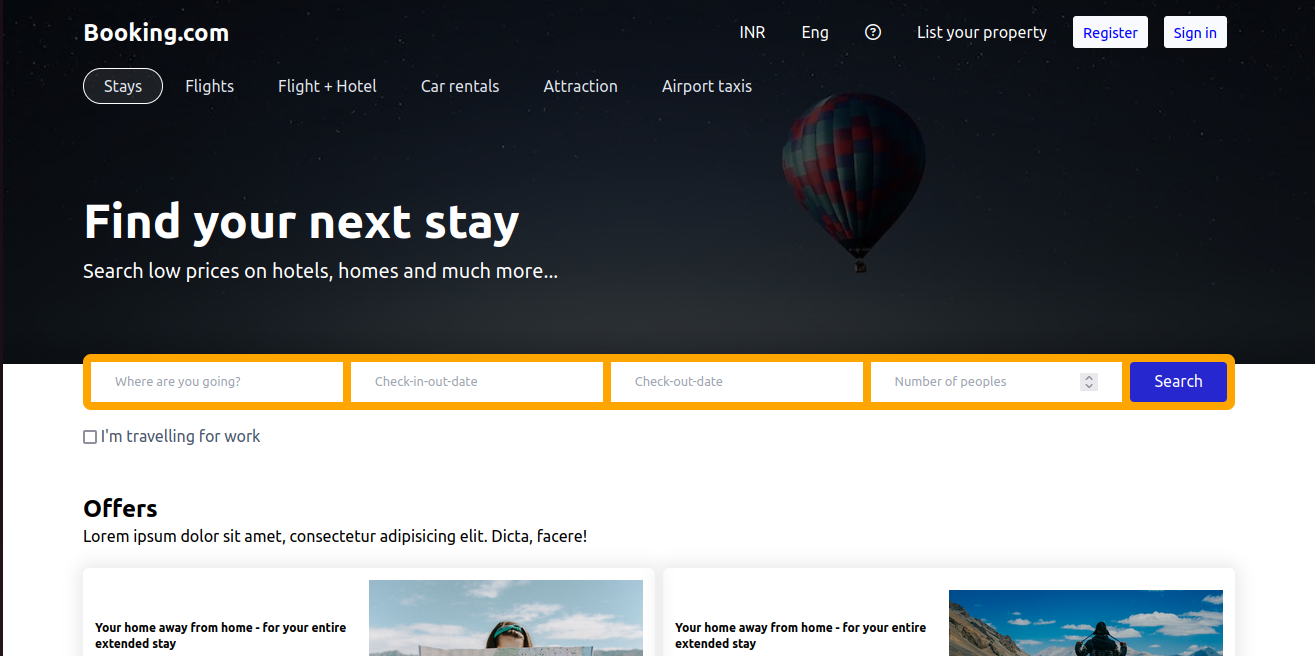 Booking.com INR Eng ? List your property Register Sign in
Stays Flights Flight + Hotel Car rentals Attraction Airport taxis
Find your next stay
Search low prices on hotels, homes and much more...
Where are you going? Check-in-out-date Check-out-date Number of peoples Search
I'm travelling for work
Offers
Lorem ipsum dolor sit amet, consectetur adipisicing elit. Dicta, facere!
Your home away from home - for your entire
extended stay
Your home away from home - for your entire
extended stay